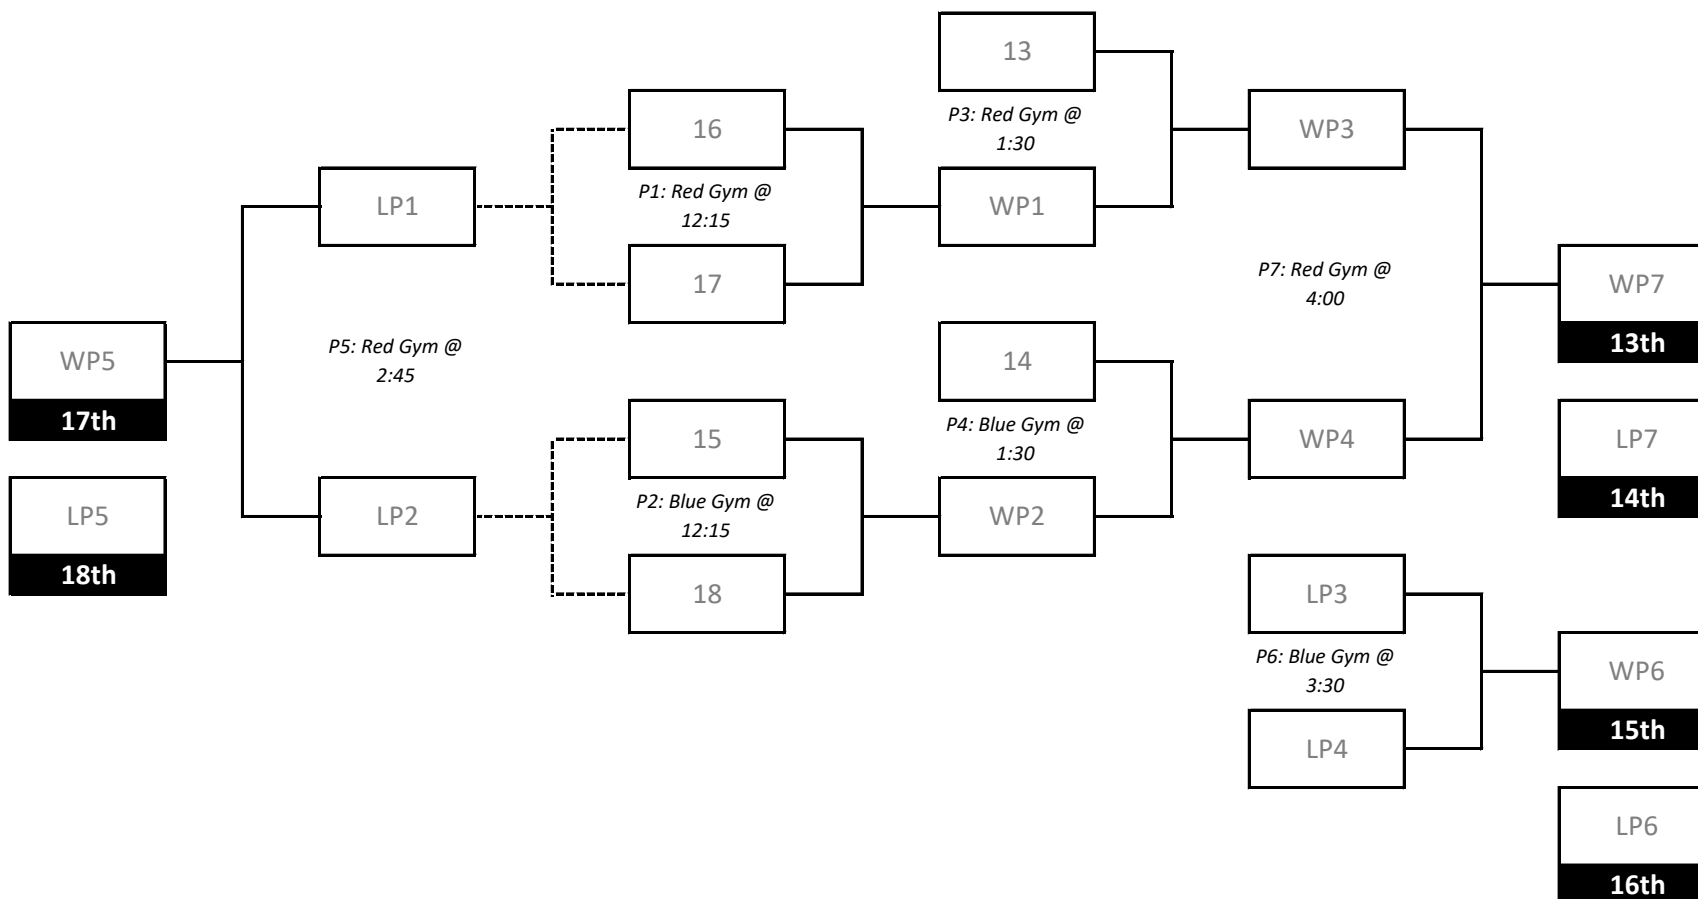 13
P3: Red Gym @
1:30
16
WP3
P1: Red Gym @
12:15
LP1
WP1
17
P7: Red Gym @
4:00
WP7
13th
WP5
17th
P5: Red Gym @
2:45
14
P4: Blue Gym @
1:30
15
WP4
LP7
14th
P2: Blue Gym @
12:15
LP5
18th
LP2
WP2
18
LP3
P6: Blue Gym @
3:30
WP6
15th
LP4
LP6
16th